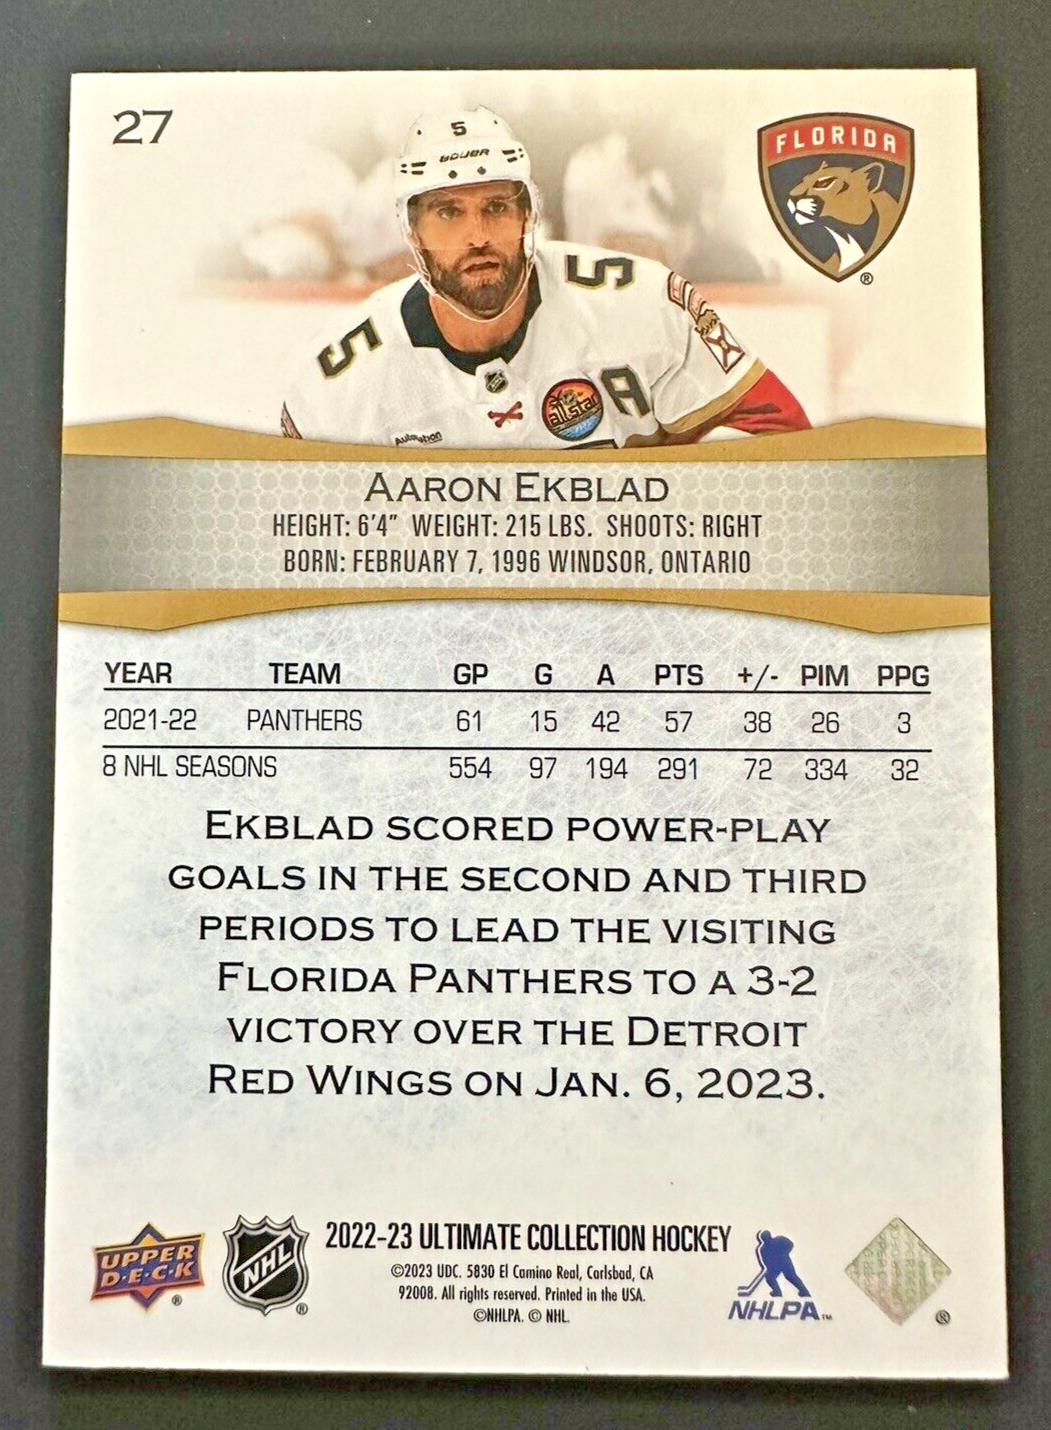 27
5
BAUER
FLORIDA
®
5
5
A
all star
AutoNation
AARON EKBLAD
HEIGHT: 6'4" WEIGHT: 215 LBS. SHOOTS: RIGHT
BORN: FEBRUARY 7, 1996 WINDSOR, ONTARIO
YEAR TEAM GP G A PTS +/- PIM PPG
2021-22 PANTHERS 61 15 42 57 38 26 3
8 NHL SEASONS 554 97 194 291 72 334 32
EKBLAD SCORED POWER-PLAY
GOALS IN THE SECOND AND THIRD
PERIODS TO LEAD THE VISITING
FLORIDA PANTHERS TO A 3-2
VICTORY OVER THE DETROIT
RED WINGS ON JAN. 6, 2023.
UPPER
D·E·C·K
®
NHL
®
2022-23 ULTIMATE COLLECTION HOCKEY
©2023 UDC. 5830 El Camino Real, Carlsbad, CA
92008. All rights reserved. Printed in the USA.
©NHLPA. © NHL.
NHLPA™
®